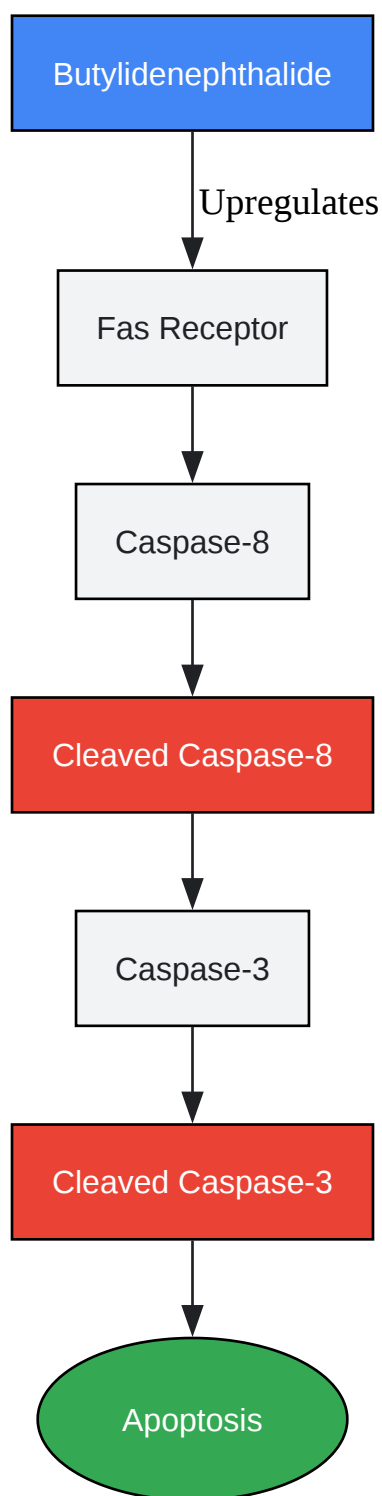 Butylidenephthalide
Upregulates
Fas Receptor
Caspase-8
Cleaved Caspase-8
Caspase-3
Cleaved Caspase-3
Apoptosis